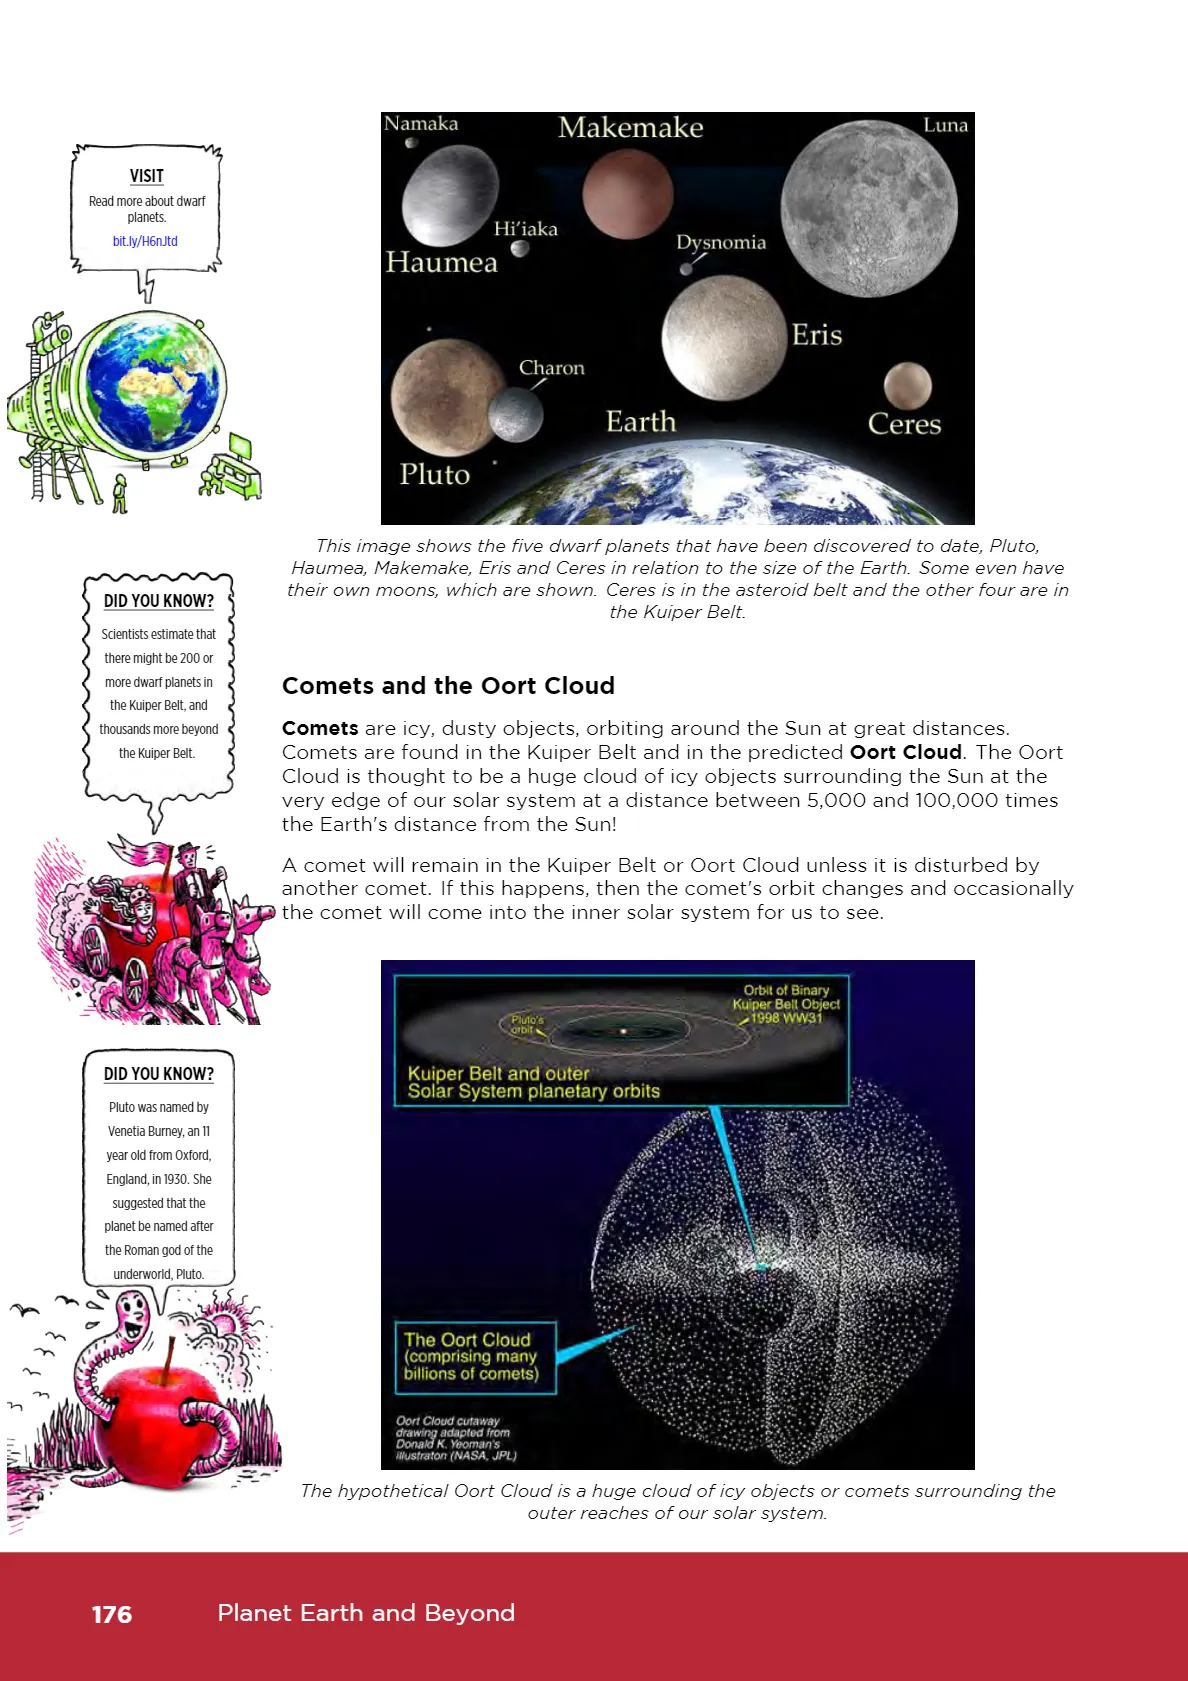 VISIT
Read more about dwarf
planets.
bit.ly/H6nJtd
Namaka
Makemake
Luna
Hi'iaka
Haumea
Dysnomia
Eris
Charon
Earth
Ceres
Pluto
This image shows the five dwarf planets that have been discovered to date, Pluto,
Haumea, Makemake, Eris and Ceres in relation to the size of the Earth. Some even have
their own moons, which are shown. Ceres is in the asteroid belt and the other four are in
the Kuiper Belt.
DID YOU KNOW?
Scientists estimate that
there might be 200 or
more dwarf planets in
the Kuiper Belt, and
thousands more beyond
the Kuiper Belt.
Comets and the Oort Cloud
Comets are icy, dusty objects, orbiting around the Sun at great distances.
Comets are found in the Kuiper Belt and in the predicted Oort Cloud. The Oort
Cloud is thought to be a huge cloud of icy objects surrounding the Sun at the
very edge of our solar system at a distance between 5,000 and 100,000 times
the Earth's distance from the Sun!
A comet will remain in the Kuiper Belt or Oort Cloud unless it is disturbed by
another comet. If this happens, then the comet's orbit changes and occasionally
the comet will come into the inner solar system for us to see.
DID YOU KNOW?
Pluto was named by
Venetia Burney, an 11
year old from Oxford,
England, in 1930. She
suggested that the
planet be named after
the Roman god of the
underworld, Pluto.
Orbit of Binary
Kuiper Belt Object
1998 WW31
Pluto's
orbit
Kuiper Belt and outer
Solar System planetary orbits
The Oort Cloud
(comprising many
billions of comets)
Oort Cloud cutaway
drawing adapted from
Donald K. Yeoman's
illustraton (NASA, JPL)
The hypothetical Oort Cloud is a huge cloud of icy objects or comets surrounding the
outer reaches of our solar system.
176
Planet Earth and Beyond